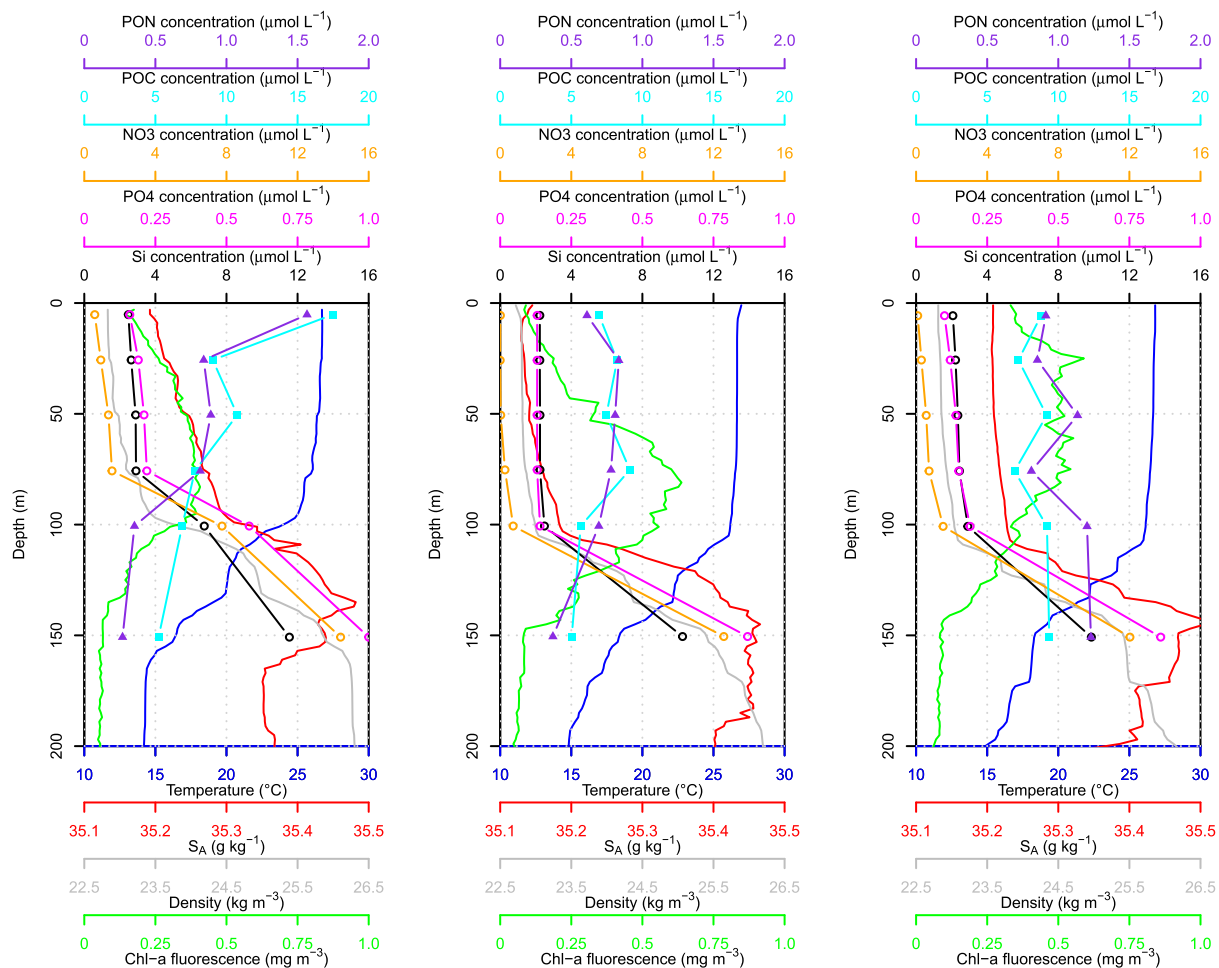 PON concentration (μmol L−1) PON concentration (μmol L−1) PON concentration (μmol L−1)
0 0.5 1.0 1.5 2.0 0 0.5 1.0 1.5 2.0 0 0.5 1.0 1.5 2.0
POC concentration (μmol L−1) POC concentration (μmol L−1) POC concentration (μmol L−1)
0 5 10 15 20 0 5 10 15 20 0 5 10 15 20
NO3 concentration (μmol L−1) NO3 concentration (μmol L−1) NO3 concentration (μmol L−1)
0 4 8 12 16 0 4 8 12 16 0 4 8 12 16
PO4 concentration (μmol L−1) PO4 concentration (μmol L−1) PO4 concentration (μmol L−1)
0 0.25 0.5 0.75 1.0 0 0.25 0.5 0.75 1.0 0 0.25 0.5 0.75 1.0
Si concentration (μmol L−1) Si concentration (μmol L−1) Si concentration (μmol L−1)
0 4 8 12 16 0 4 8 12 16 0 4 8 12 16
0 0 0
50 50 50
100 100 100
Depth (m) Depth (m) Depth (m)
150 150 150
200 200 200
10 15 20 25 30 10 15 20 25 30 10 15 20 25 30
Temperature (°C) Temperature (°C) Temperature (°C)
35.1 35.2 35.3 35.4 35.5 35.1 35.2 35.3 35.4 35.5 35.1 35.2 35.3 35.4 35.5
SA (g kg−1) SA (g kg−1) SA (g kg−1)
22.5 23.5 24.5 25.5 26.5 22.5 23.5 24.5 25.5 26.5 22.5 23.5 24.5 25.5 26.5
Density (kg m−3) Density (kg m−3) Density (kg m−3)
0 0.25 0.5 0.75 1.0 0 0.25 0.5 0.75 1.0 0 0.25 0.5 0.75 1.0
Chl−a fluorescence (mg m−3) Chl−a fluorescence (mg m−3) Chl−a fluorescence (mg m−3)